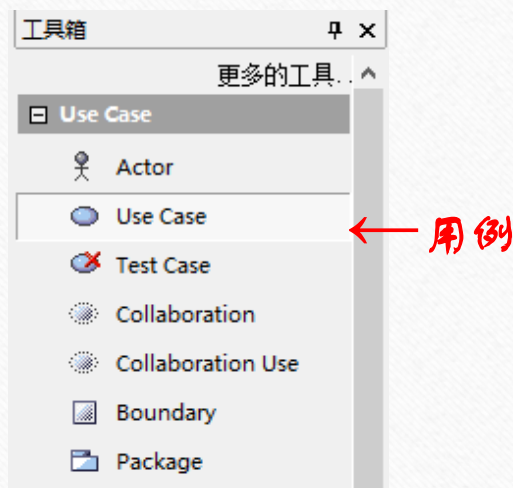 工具箱
更多的工具. .
Use Case
Actor
Use Case
用例
Test Case
Collaboration
Collaboration Use
Boundary
Package